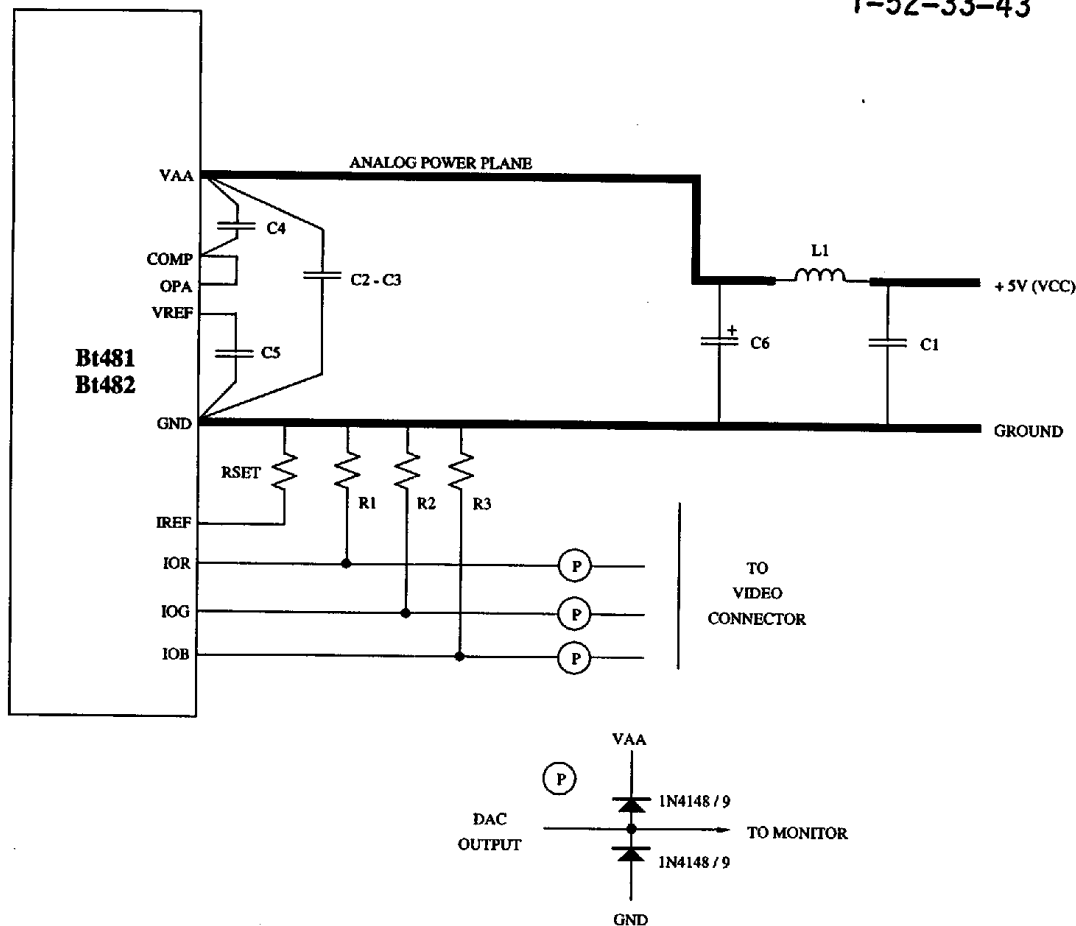 T-52-33-43
ANALOG POWER PLANE
VAA
C4
COMP
OPA
C2 - C3
VREF
C5
Bt481
Bt482
GND
L1
+ 5V (VCC)
C6
+
C1
GROUND
RSET
R1
R2
R3
IREF
IOR
P
IOG
P
IOB
P
TO
VIDEO
CONNECTOR
VAA
P
1N4148 / 9
DAC
OUTPUT
TO MONITOR
1N4148 / 9
GND